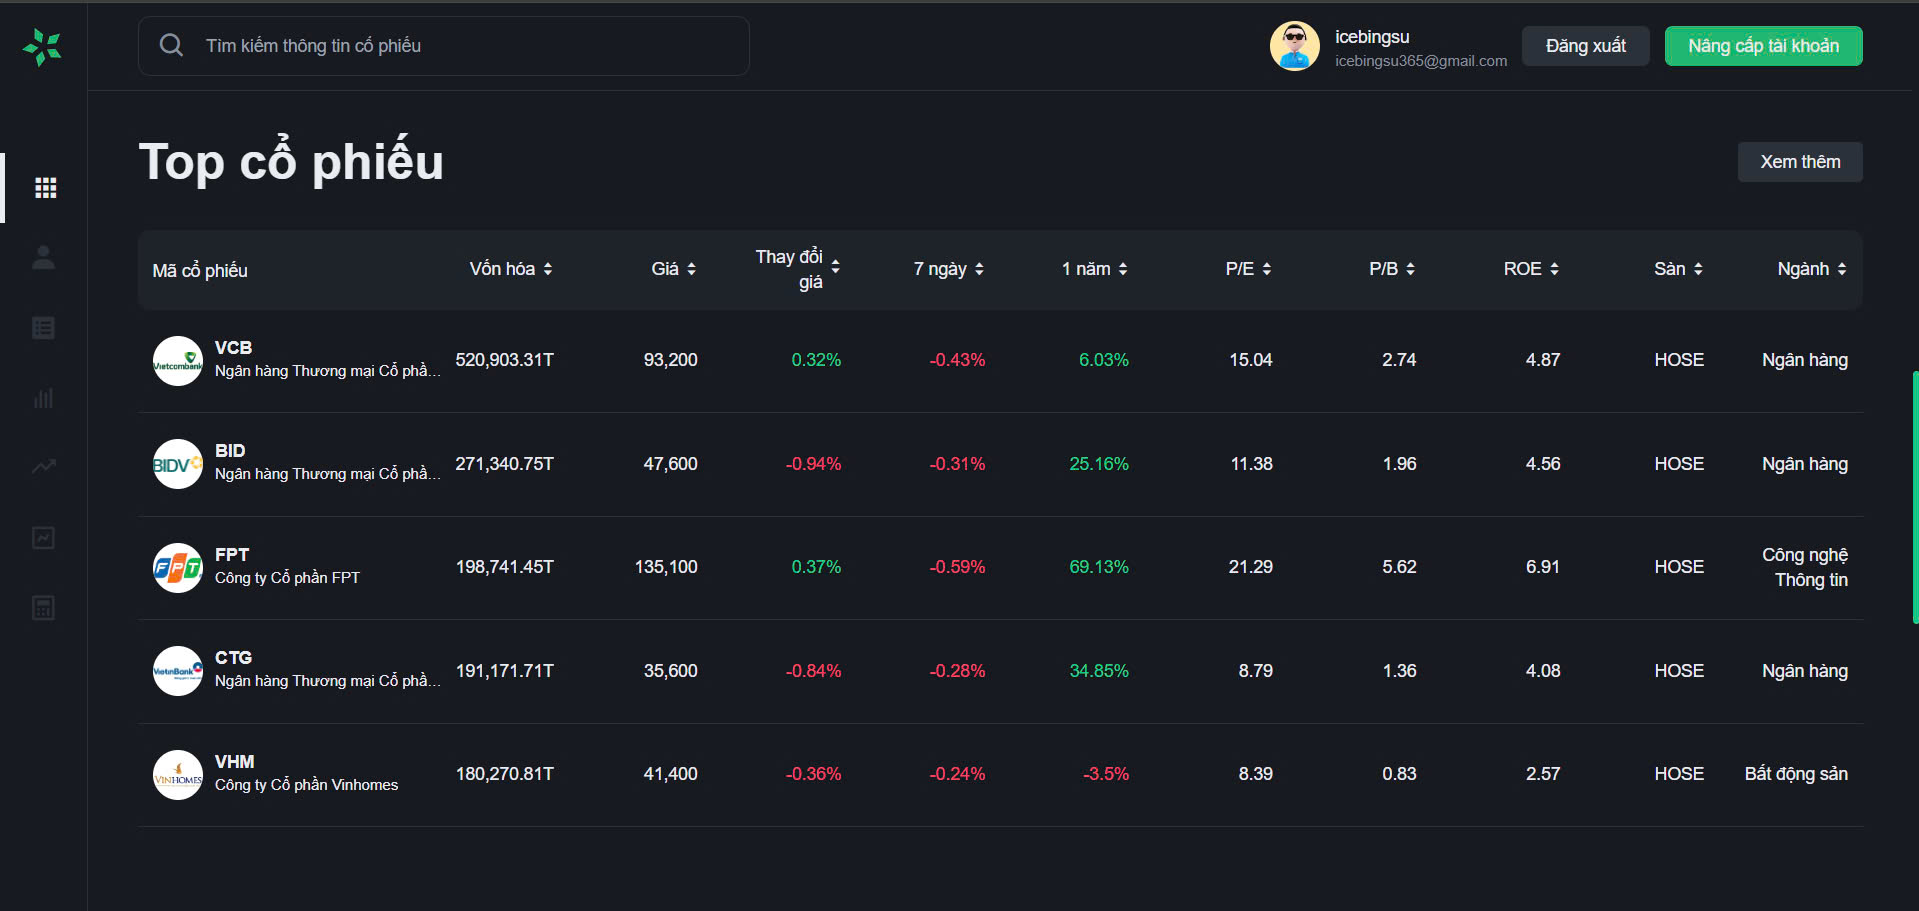 Tìm kiếm thông tin cổ phiếu
icebingsu
icebingsu365@gmail.com
Đăng xuất
Nâng cấp tài khoản
Top cổ phiếu
Xem thêm
Mã cổ phiếu
Vốn hóa
Giá
Thay đổi
giá
7 ngày
1 năm
P/E
P/B
ROE
Sàn
Ngành
Vietcombank
VCB
Ngân hàng Thương mại Cổ phầ...
520,903.31T
93,200
0.32%
-0.43%
6.03%
15.04
2.74
4.87
HOSE
Ngân hàng
BIDV
BID
Ngân hàng Thương mại Cổ phầ...
271,340.75T
47,600
-0.94%
-0.31%
25.16%
11.38
1.96
4.56
HOSE
Ngân hàng
FPT
FPT
Công ty Cổ phần FPT
198,741.45T
135,100
0.37%
-0.59%
69.13%
21.29
5.62
6.91
HOSE
Công nghệ
Thông tin
VietinBank
CTG
Ngân hàng Thương mại Cổ phầ...
191,171.71T
35,600
-0.84%
-0.28%
34.85%
8.79
1.36
4.08
HOSE
Ngân hàng
VINHOMES
VHM
Công ty Cổ phần Vinhomes
180,270.81T
41,400
-0.36%
-0.24%
-3.5%
8.39
0.83
2.57
HOSE
Bất động sản